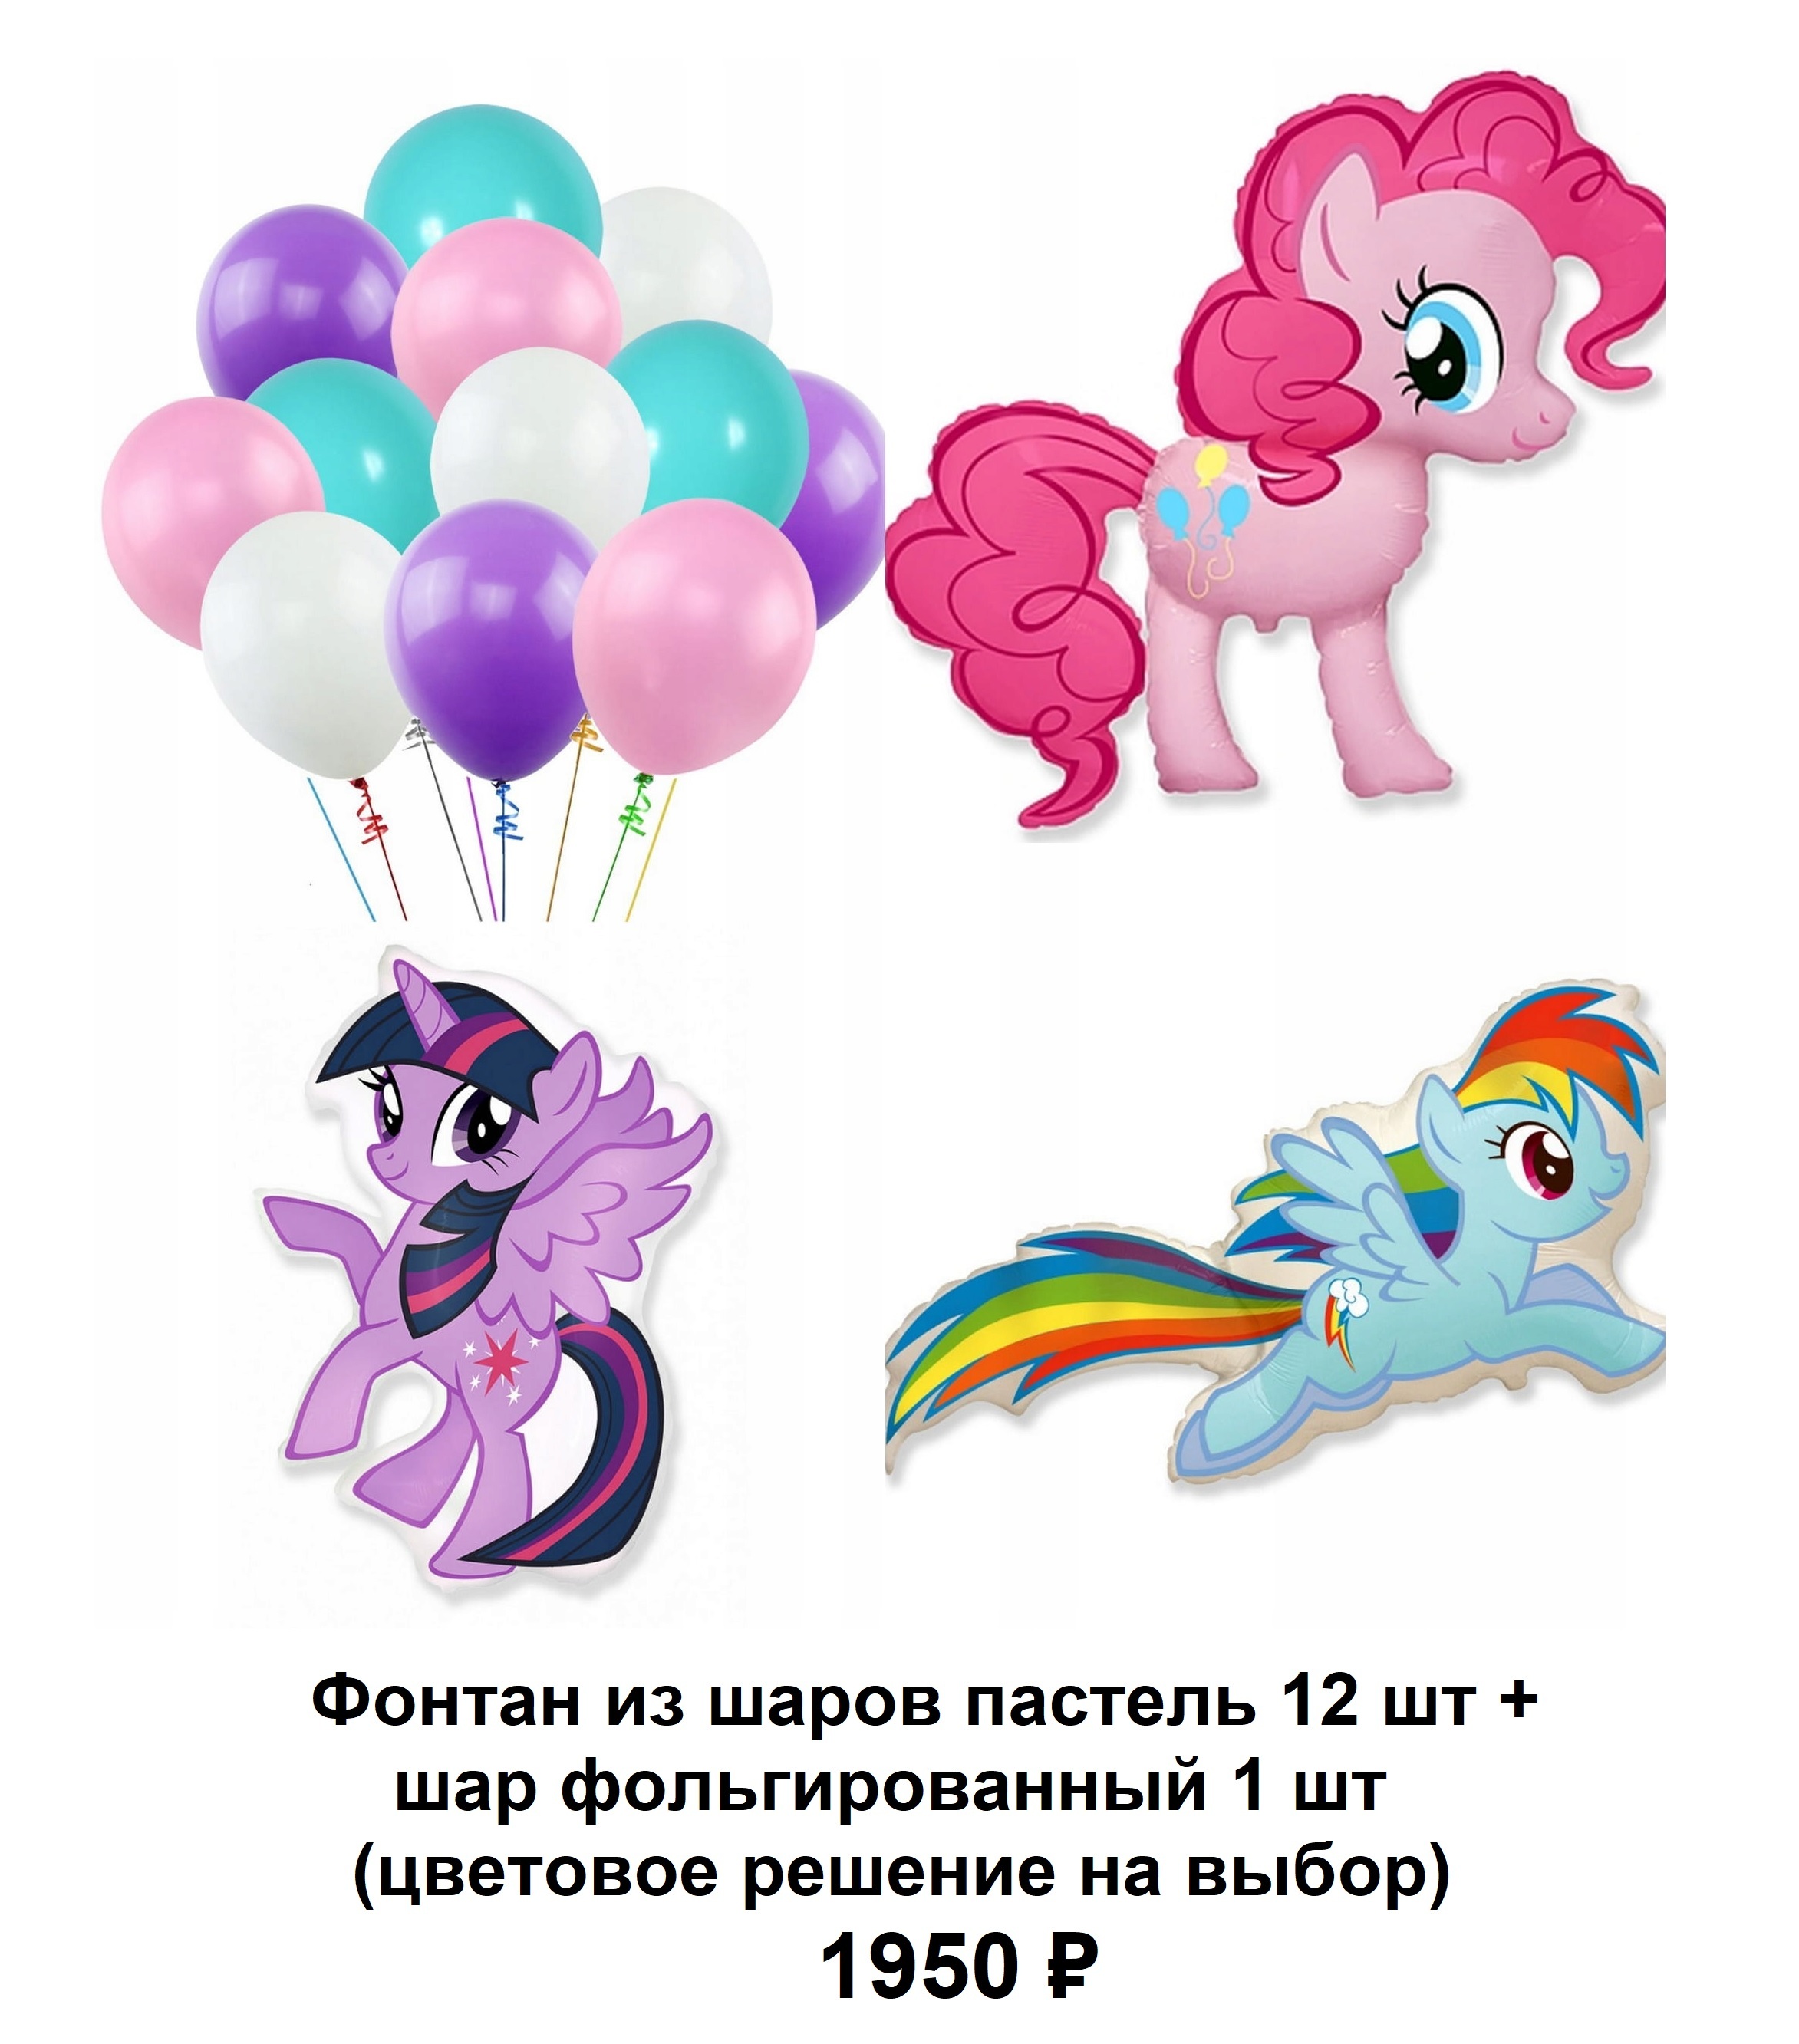 Фонтан из шаров пастель 12 шт +
шар фольгированный 1 шт
(цветовое решение на выбор)
1950 ₽